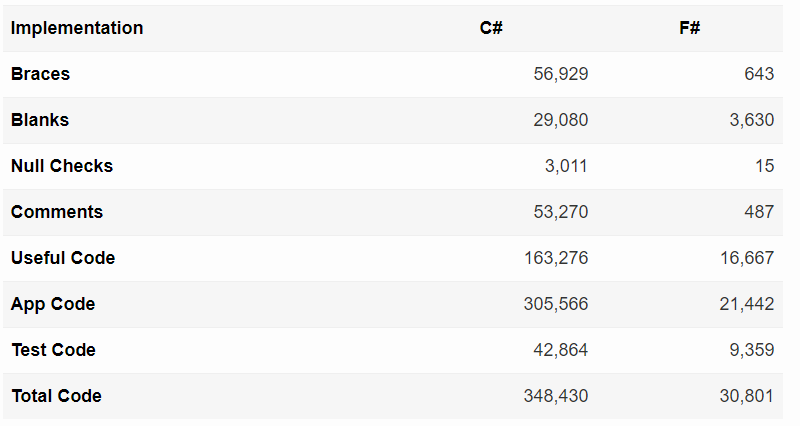 Implementation C# F#
Braces 56,929 643
Blanks 29,080 3,630
Null Checks 3,011 15
Comments 53,270 487
Useful Code 163,276 16,667
App Code 305,566 21,442
Test Code 42,864 9,359
Total Code 348,430 30,801